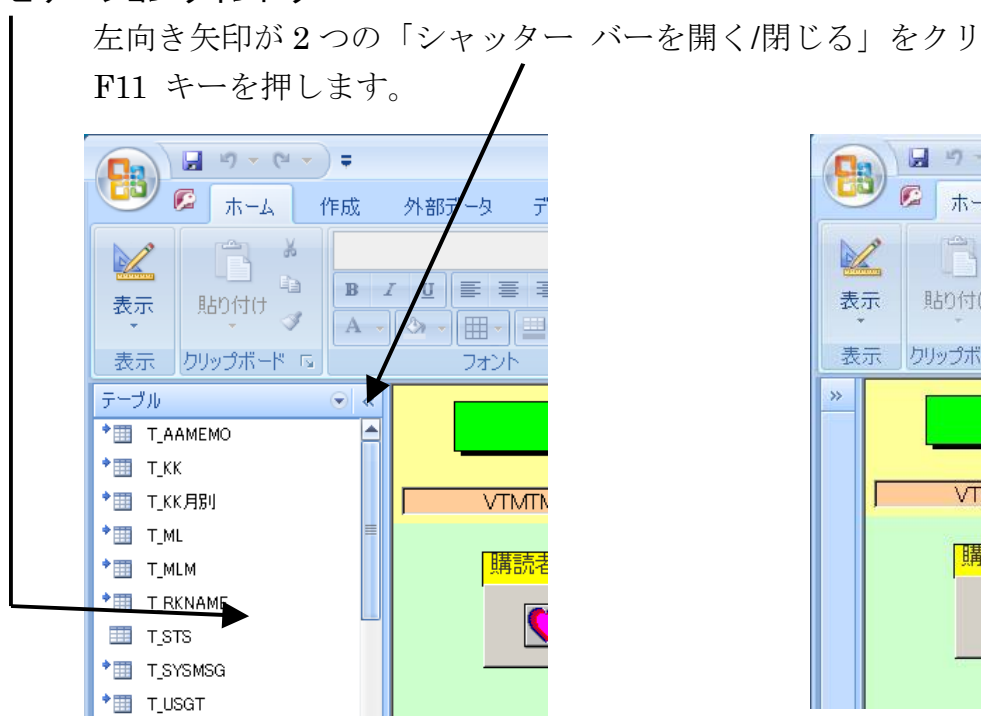 左向き矢印が 2 つの「シャッター バーを開く/閉じる」をクリ
F11 キーを押します。
ホーム 作成 外部データ デ
B I U
表示 貼り付け
A
表示 クリップボード フォント
テーブル «
T_AAMEMO
T_KK
T_KK月別
T_ML
T_MLM
T_RKNAME
T_STS
T_SYSMSG
T_USGT
VTMTM
購読者
ホー
表示 貼り付け
表示 クリップボ
»
VT
購